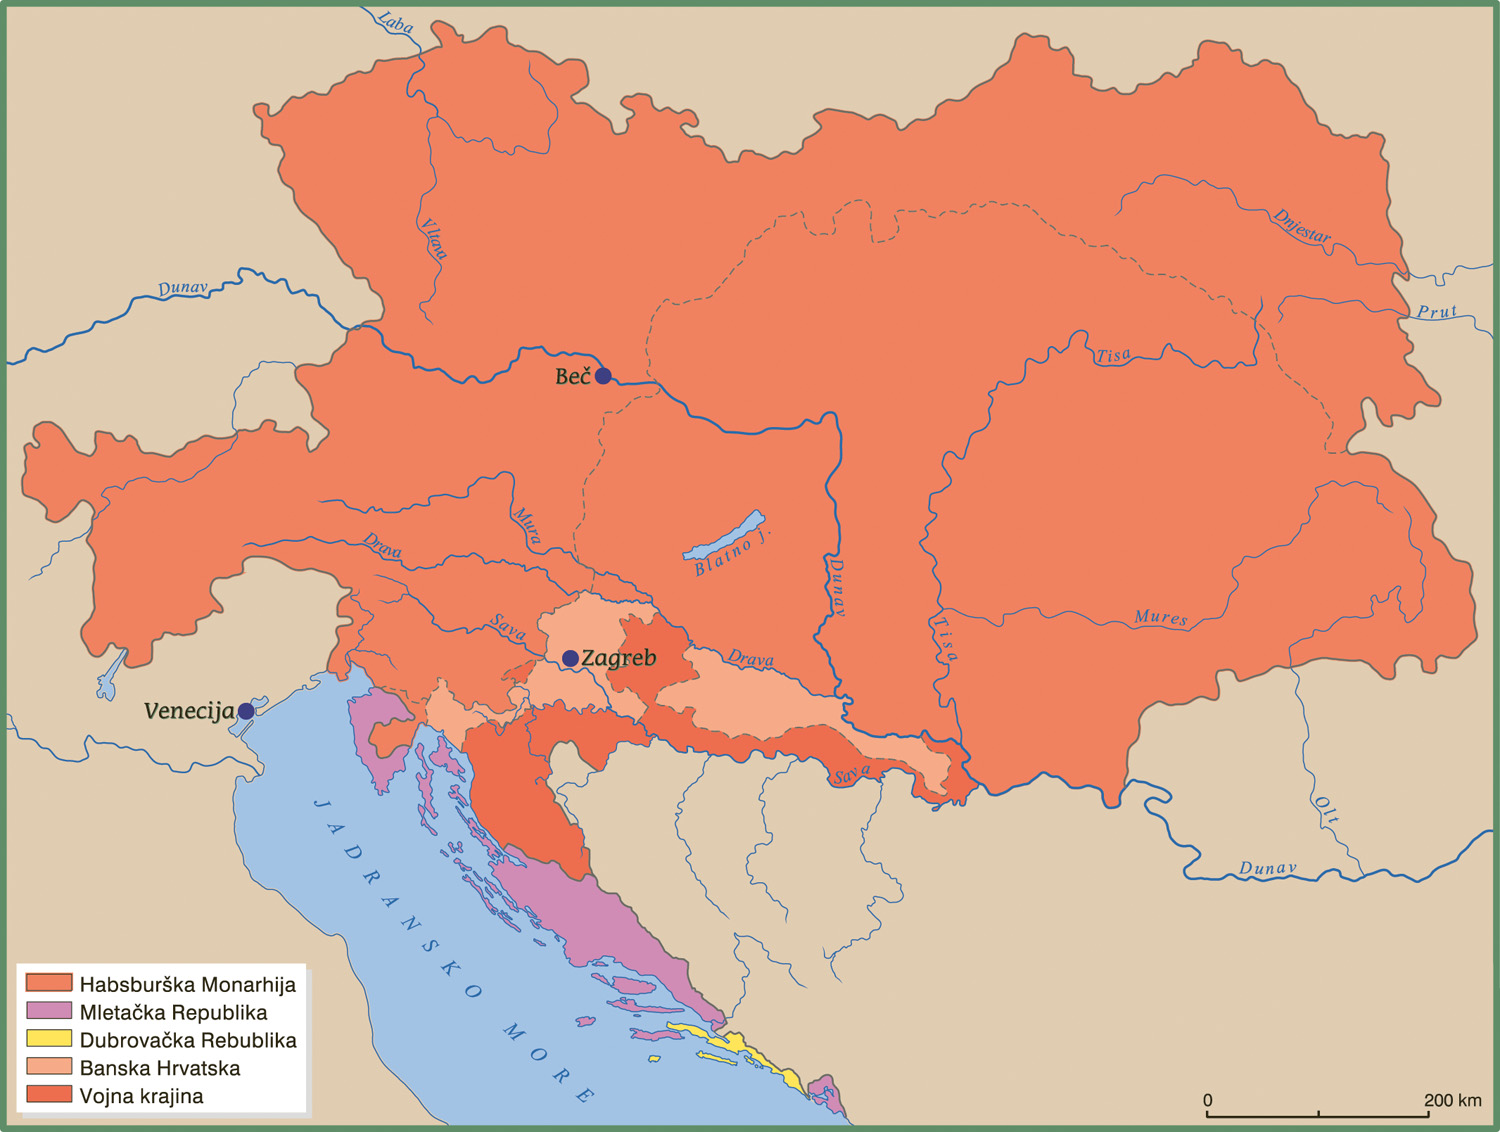 Laba
Vltava
Dnjestar
Dunav
Prut
Tisa
Beč
Mura
Drava
Blatno j.
Dunav
Mures
Sava
Tisa
Zagreb
Drava
Venecija
Sava
JADRANSKO MORE
Olt
Dunav
Habsburška Monarhija
Mletačka Republika
Dubrovačka Rebublika
Banska Hrvatska
Vojna krajina
0 200 km